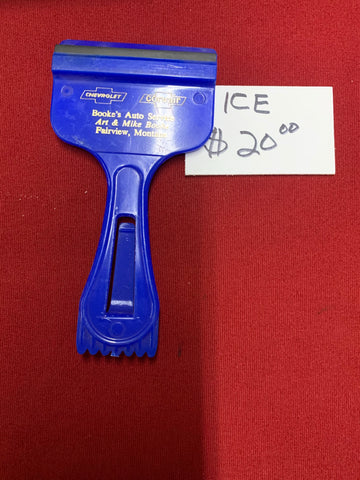 CHEVROLET
Booke's Auto
Art & Mike
Fairview,
ICE
$20.00